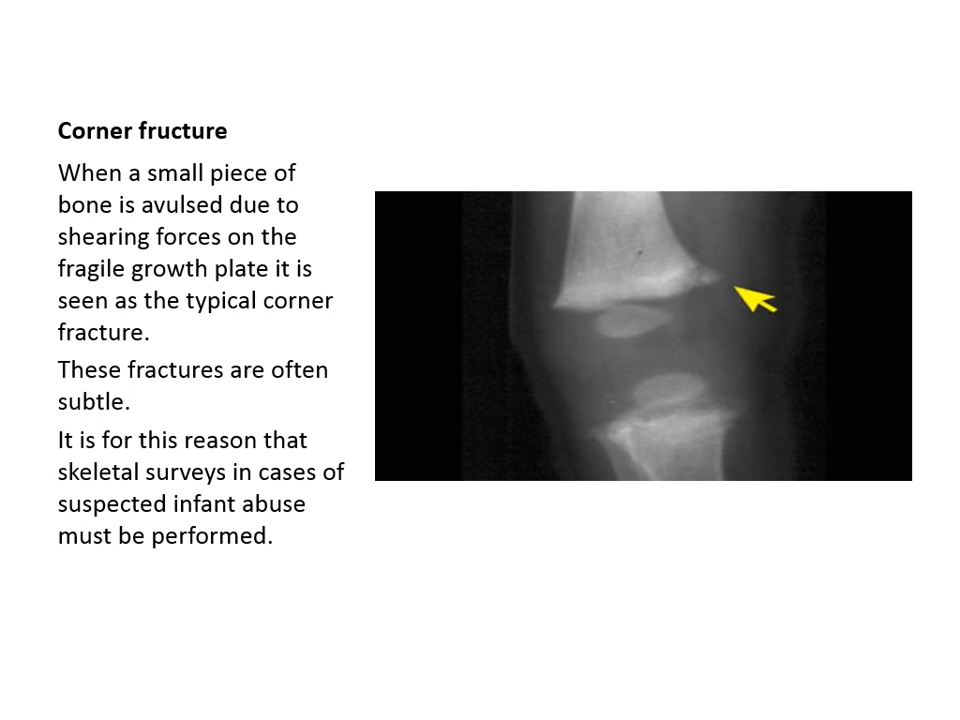 Corner fructure
When a small piece of
bone is avulsed due to
shearing forces on the
fragile growth plate it is
seen as the typical corner
fracture.
These fractures are often
subtle.
It is for this reason that
skeletal surveys in cases of
suspected infant abuse
must be performed.